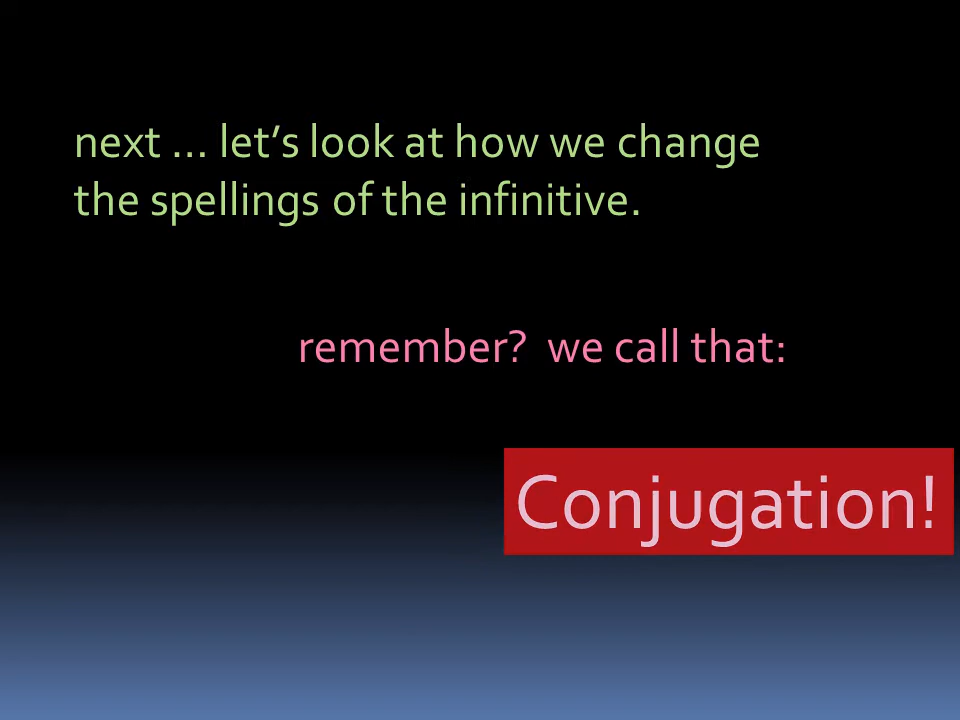 next … let’s look at how we change
the spellings of the infinitive.
remember?  we call that:
Conjugation!